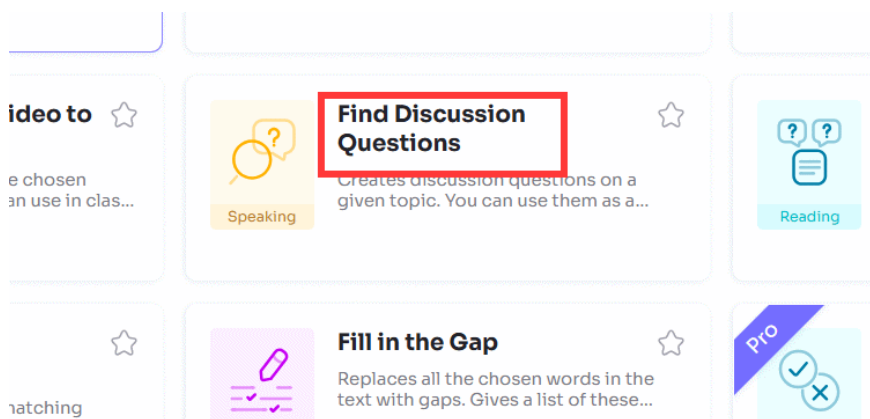 ideo to
e chosen
an use in clas...
Find Discussion
Questions
Creates discussion questions on a
given topic. You can use them as a...
? 
Speaking
? ?
Reading
natching
Fill in the Gap
Replaces all the chosen words in the
text with gaps. Gives a list of these...
Pro